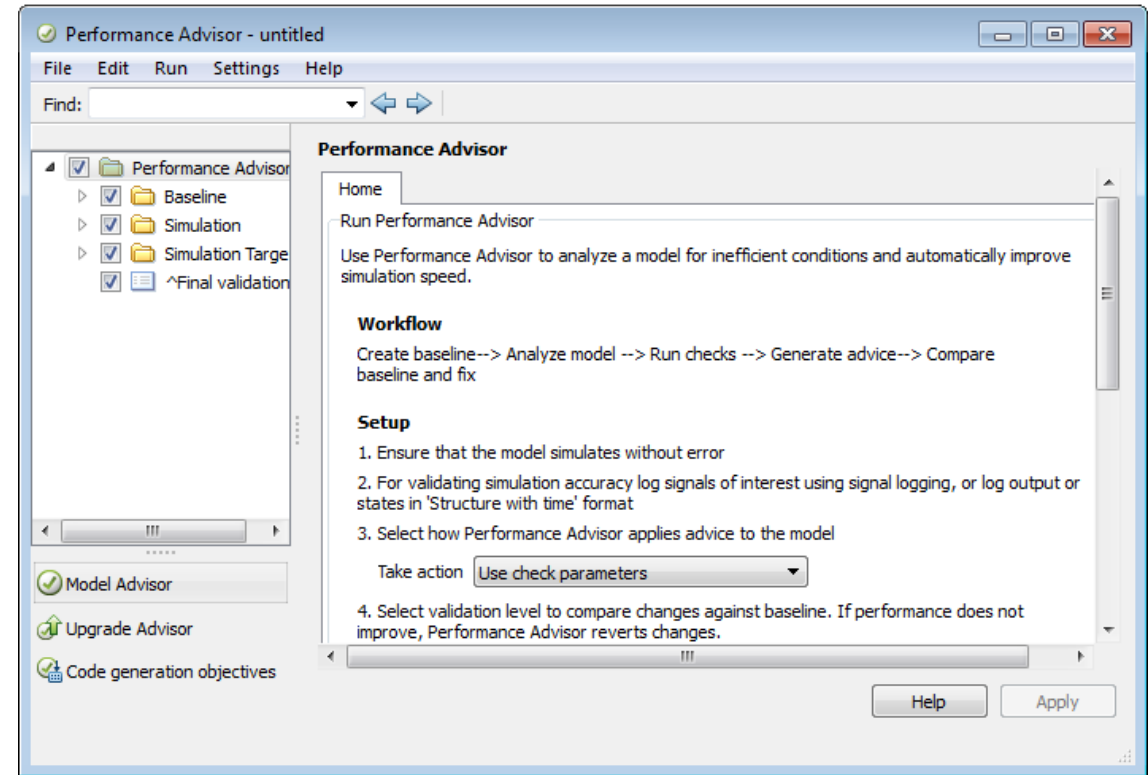 Performance Advisor - untitled
File Edit Run Settings Help
Find:
Performance Advisor
Baseline
Simulation
Simulation Targe
^Final validation
Model Advisor
Upgrade Advisor
Code generation objectives
Performance Advisor
Home
Run Performance Advisor
Use Performance Advisor to analyze a model for inefficient conditions and automatically improve
simulation speed.
Workflow
Create baseline--> Analyze model --> Run checks --> Generate advice--> Compare
baseline and fix
Setup
1. Ensure that the model simulates without error
2. For validating simulation accuracy log signals of interest using signal logging, or log output or
states in 'Structure with time' format
3. Select how Performance Advisor applies advice to the model
Take action Use check parameters
4. Select validation level to compare changes against baseline. If performance does not
improve, Performance Advisor reverts changes.
Help Apply